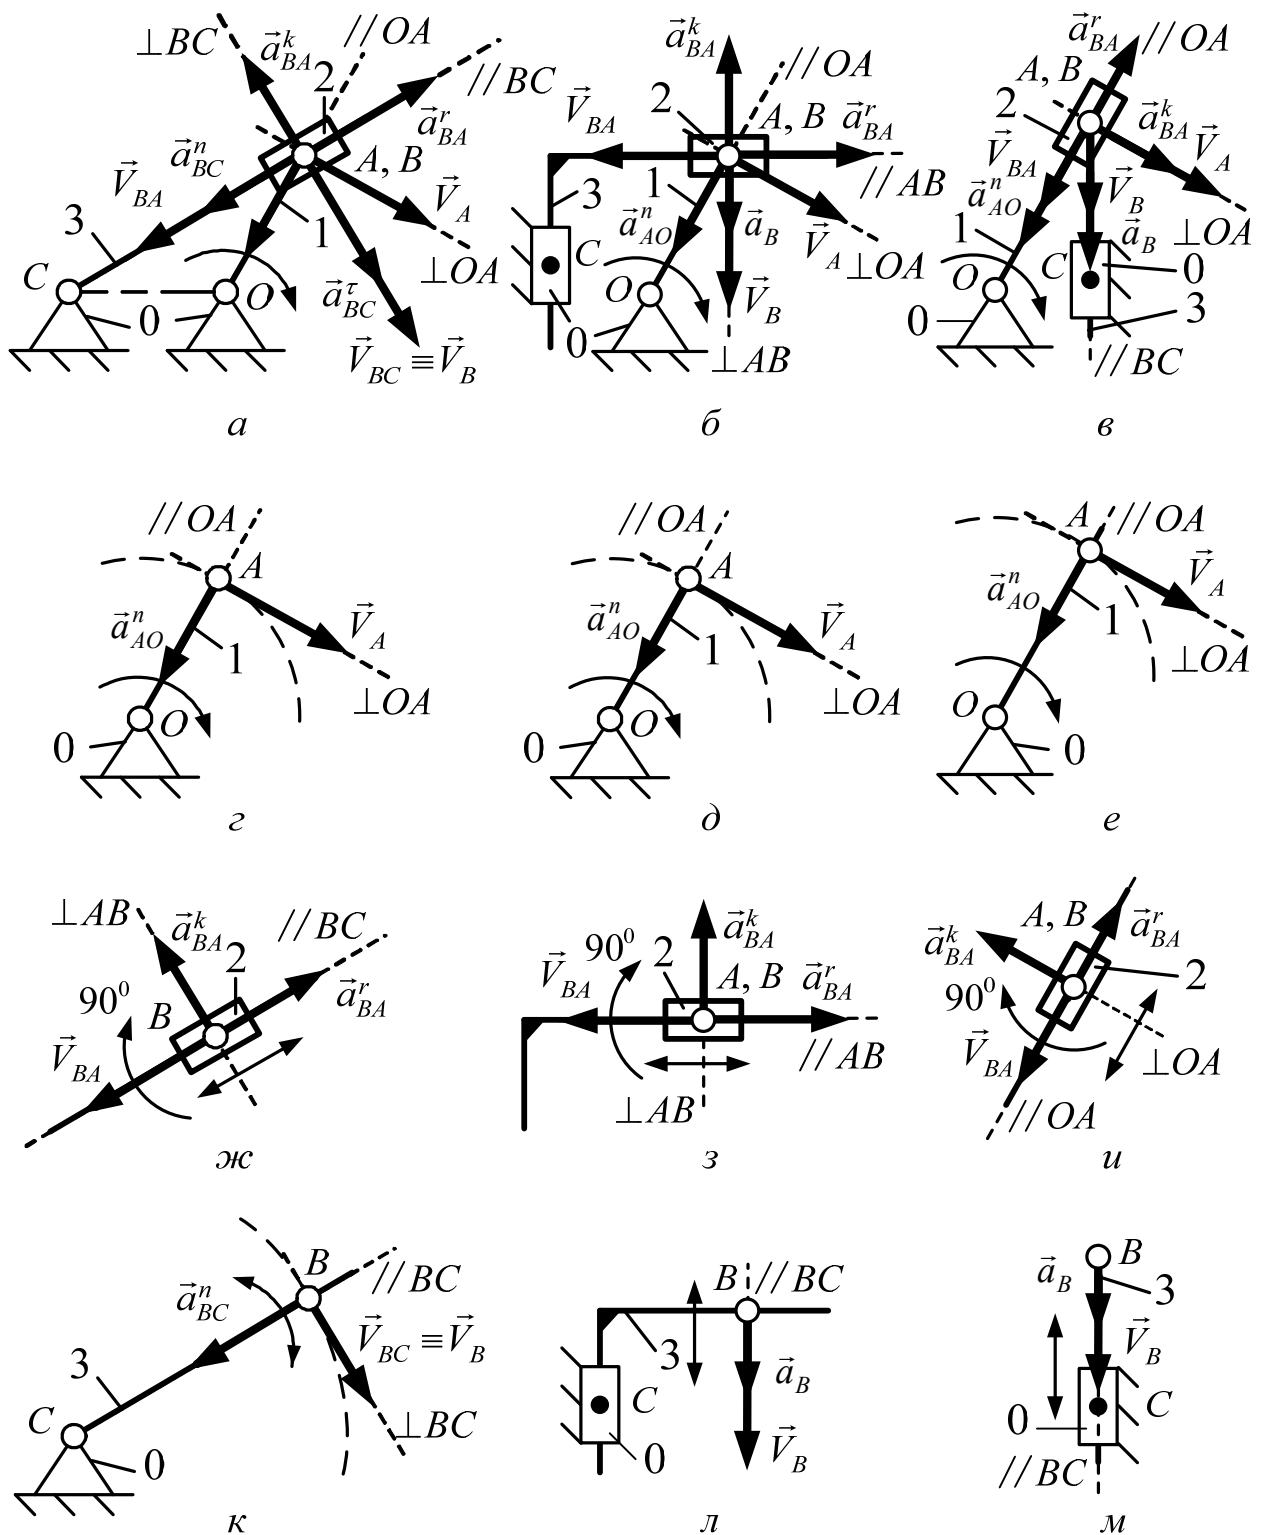 ⊥BC  a⃗ᵏ_BA  //OA
2  //BC
a⃗ʳ_BA
a⃗ⁿ_BC  A, B
V⃗_BA  V⃗_A
3  1  ⊥OA
C  O  a⃗^τ_BC
0  V⃗_BC ≡ V⃗_B
а
a⃗ᵏ_BA  //OA
V⃗_BA  2  A, B  a⃗ʳ_BA
1  //AB
3  a⃗ⁿ_AO  a⃗_B
C  V⃗_A  ⊥OA
O  V⃗_B
0  ⊥AB
б
a⃗ʳ_BA  //OA
A, B
2  a⃗ᵏ_BA  V⃗_A
V⃗_BA
a⃗ⁿ_AO  V⃗_B
1  a⃗_B  ⊥OA
O  C  0
0  3
//BC
в
//OA
A
a⃗ⁿ_AO  V⃗_A
1
O  ⊥OA
0
г
//OA
A
a⃗ⁿ_AO  V⃗_A
1
O  ⊥OA
0
д
A  //OA
V⃗_A
a⃗ⁿ_AO
1
⊥OA
O
0
е
⊥AB  a⃗ᵏ_BA  //BC
2
90⁰  B  a⃗ʳ_BA
V⃗_BA
ж
90⁰  a⃗ᵏ_BA
V⃗_BA  2  A, B  a⃗ʳ_BA
//AB
⊥AB
з
A, B  a⃗ʳ_BA
a⃗ᵏ_BA
2
90⁰
V⃗_BA  ⊥OA
//OA
и
B
//BC
a⃗ⁿ_BC
V⃗_BC ≡ V⃗_B
3
C  ⊥BC
0
к
B  //BC
3
a⃗_B
C
0  V⃗_B
л
B
a⃗_B  3
V⃗_B
0  C
//BC
м